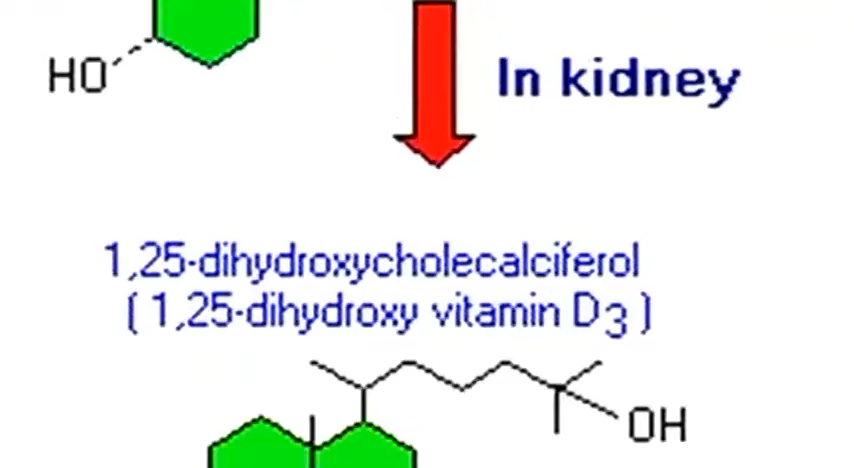 HO
In kidney
1,25-dihydroxycholecalciferol
( 1,25-dihydroxy vitamin D3 )
OH